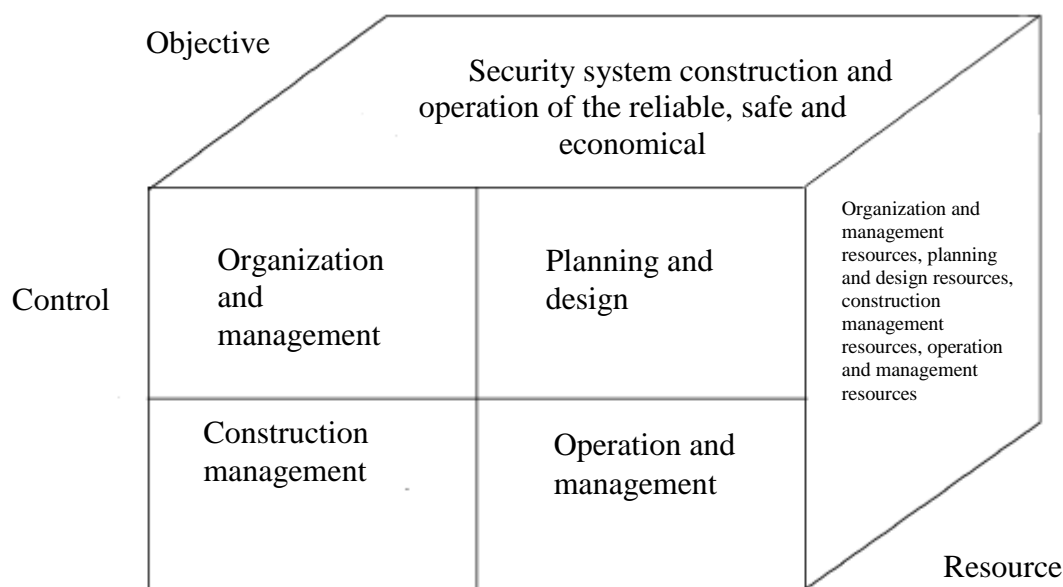 Objective
Security system construction and
operation of the reliable, safe and
economical
Control
Organization
and
management
Planning and
design
Construction
management
Operation and
management
Organization and
management
resources, planning
and design resources,
construction
management
resources, operation
and management
resources
Resource